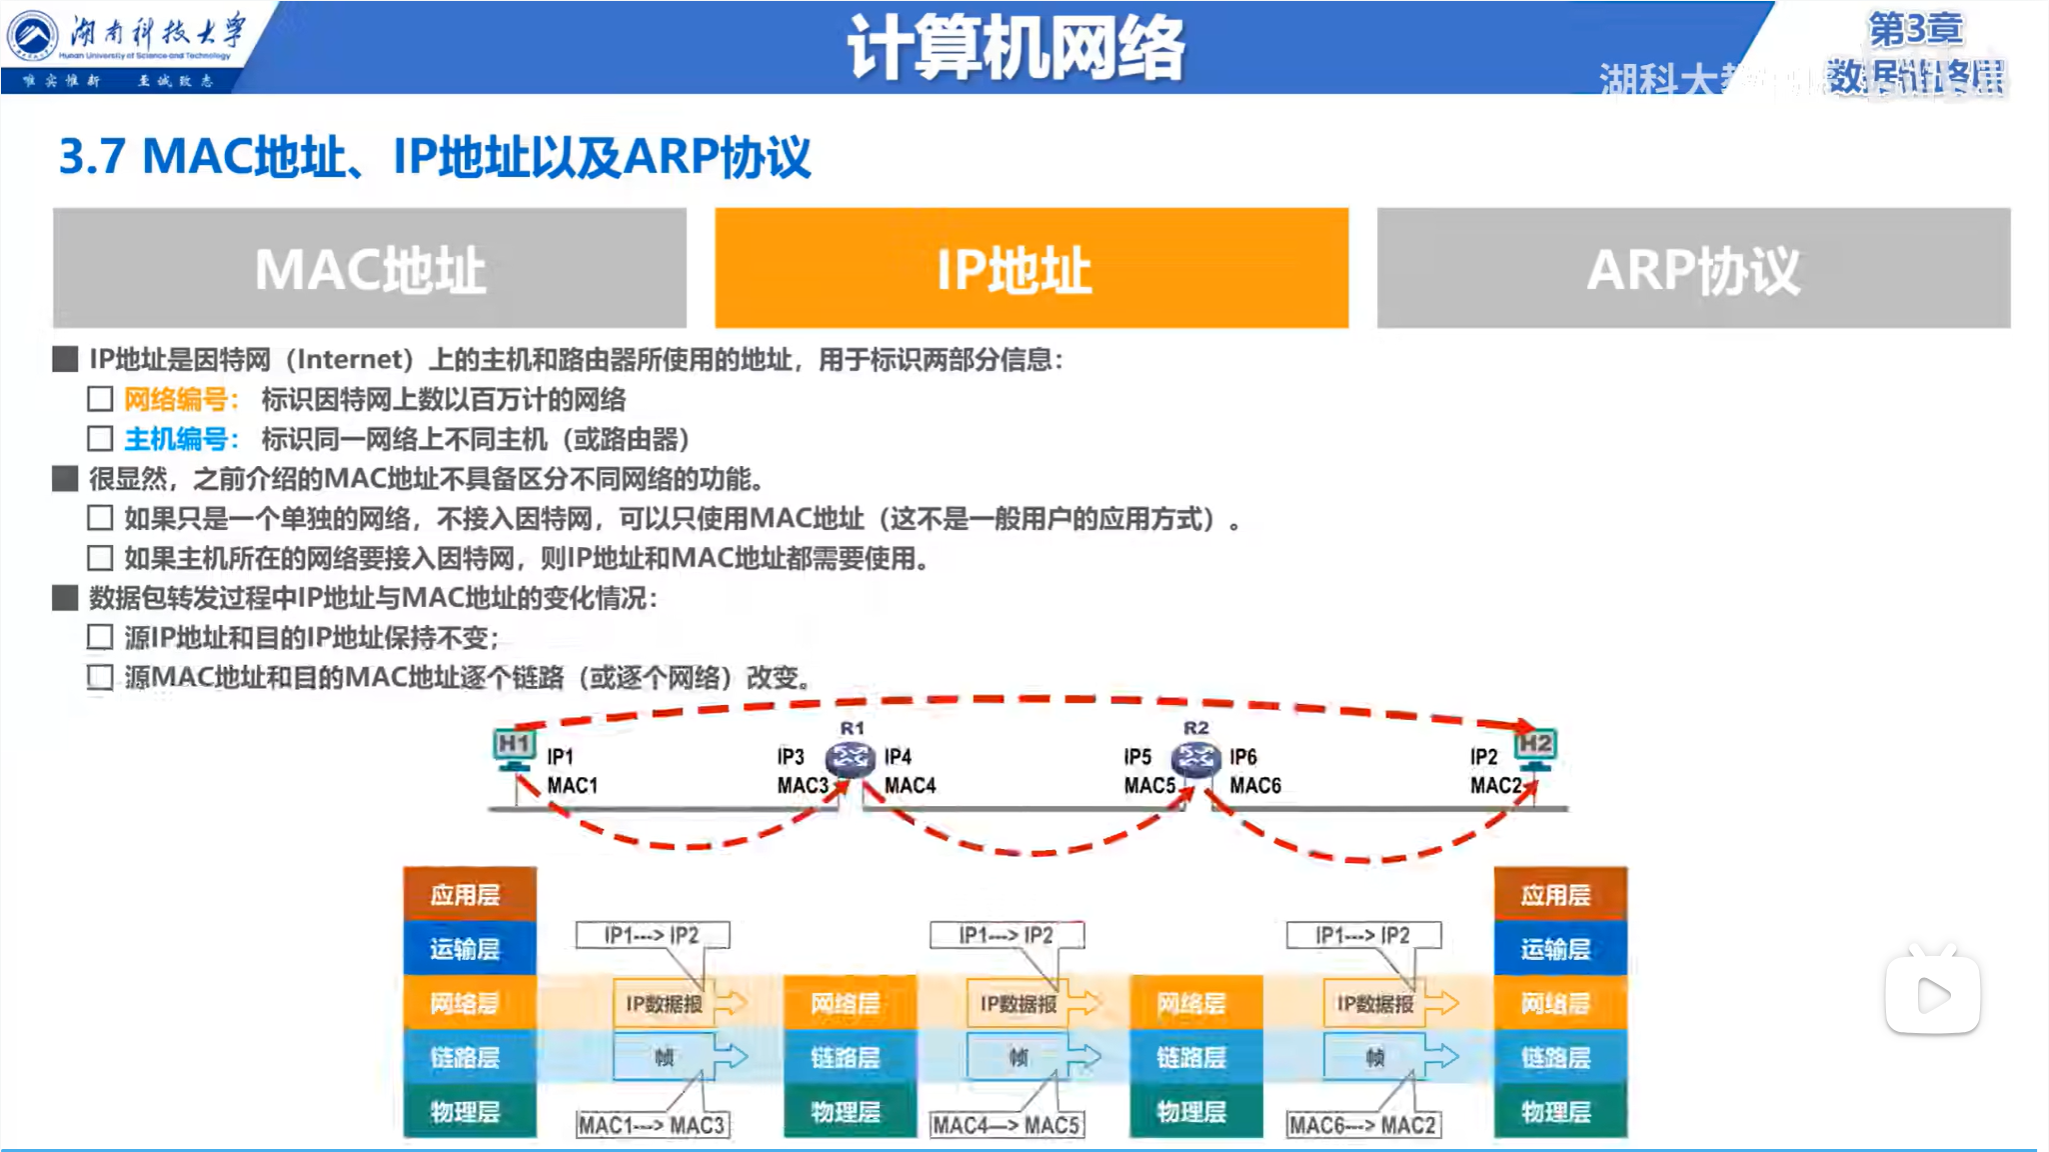 湖南科技大学
Hunan University of Science and Technology
唯实惟新 至诚致志
计算机网络
第3章
数据链路层
湖科大教
3.7 MAC地址、IP地址以及ARP协议
MAC地址
IP地址
ARP协议
IP地址是因特网（Internet）上的主机和路由器所使用的地址，用于标识两部分信息：
网络编号： 标识因特网上数以百万计的网络
主机编号： 标识同一网络上不同主机（或路由器）
很显然，之前介绍的MAC地址不具备区分不同网络的功能。
如果只是一个单独的网络，不接入因特网，可以只使用MAC地址（这不是一般用户的应用方式）。
如果主机所在的网络要接入因特网，则IP地址和MAC地址都需要使用。
数据包转发过程中IP地址与MAC地址的变化情况：
源IP地址和目的IP地址保持不变；
源MAC地址和目的MAC地址逐个链路（或逐个网络）改变。
R1 R2
H1 H2
IP1 IP3 IP4 IP5 IP6 IP2
MAC1 MAC3 MAC4 MAC5 MAC6 MAC2
应用层 应用层
运输层 IP1---> IP2 IP1---> IP2 IP1---> IP2 运输层
网络层 IP数据报 网络层 IP数据报 网络层 IP数据报 网络层
链路层 帧 链路层 帧 链路层 帧 链路层
物理层 MAC1---> MAC3 物理层 MAC4—> MAC5 物理层 MAC6---> MAC2 物理层